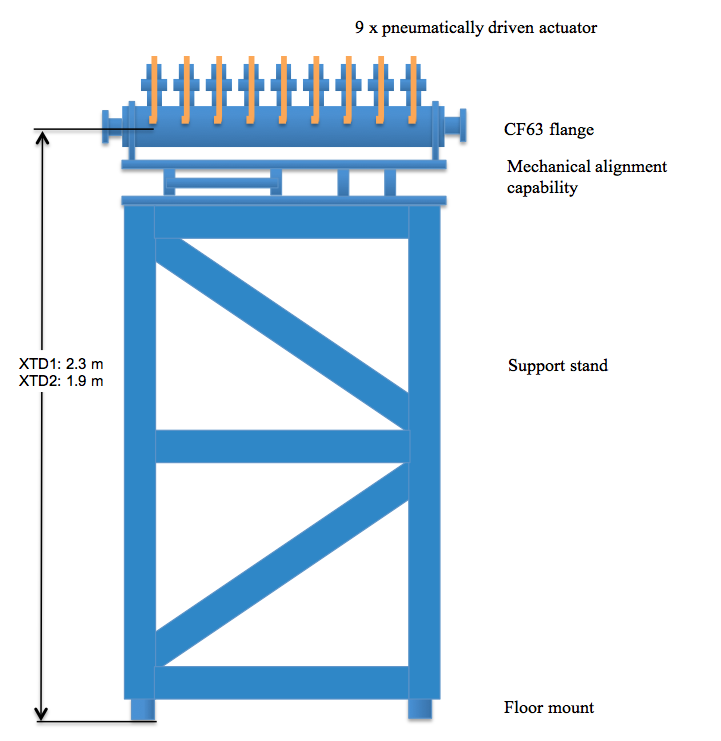 9 x pneumatically driven actuator
CF63 flange
Mechanical alignment
capability
XTD1: 2.3 m
XTD2: 1.9 m
Support stand
Floor mount